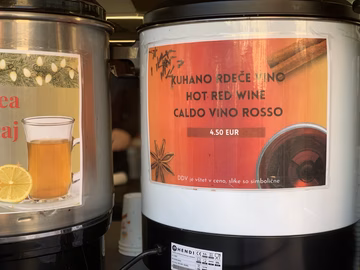 ea
aj
KUHANO RDEČE VINO
HOT RED WINE
CALDO VINO ROSSO
4.50 EUR
DDV je vštet v ceno, slike so simbolične
HENDI